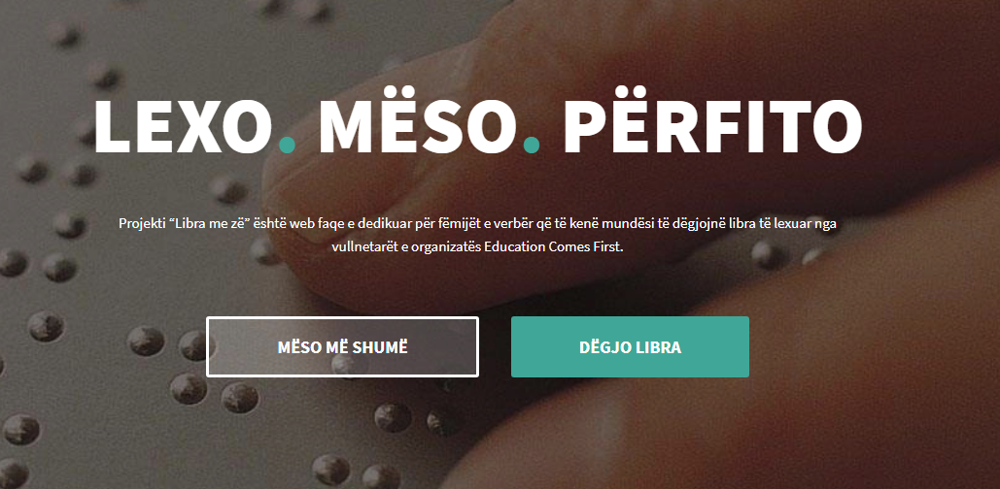 LEXO. MËSO. PËRFITO
Projekti “Libra me zë” është web faqe e dedikuar për fëmijët e verbër që të kenë mundësi të dëgjojnë libra të lexuar nga
vullnetarët e organizatës Education Comes First.
MËSO MË SHUMË
DËGJO LIBRA